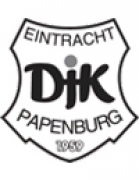 EINTRACHT
DjK
PAPENBURG
1959